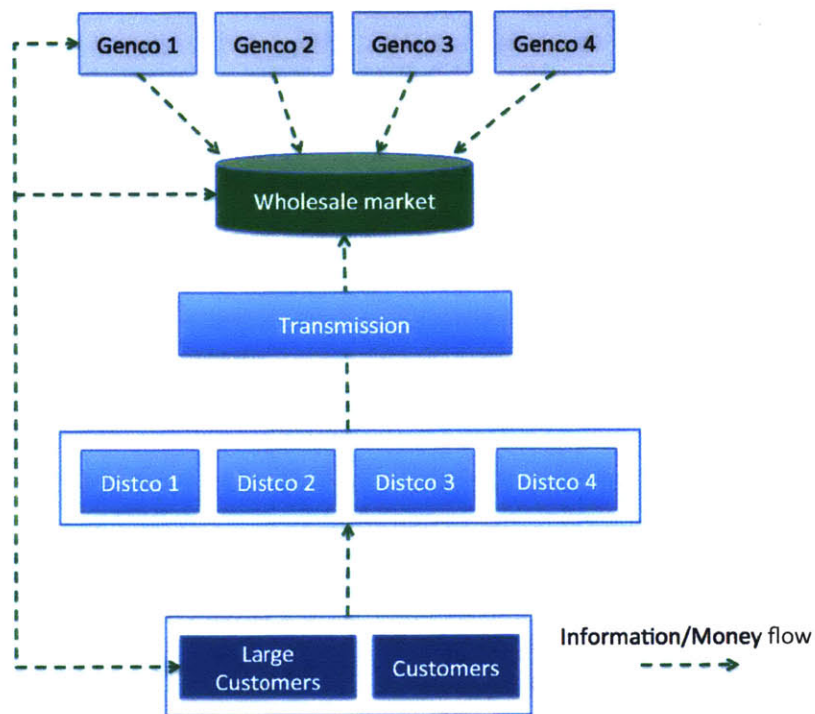 Genco 1
Genco 2
Genco 3
Genco 4
Wholesale market
Transmission
Distco 1
Distco 2
Distco 3
Distco 4
Large
Customers
Customers
Information/Money flow